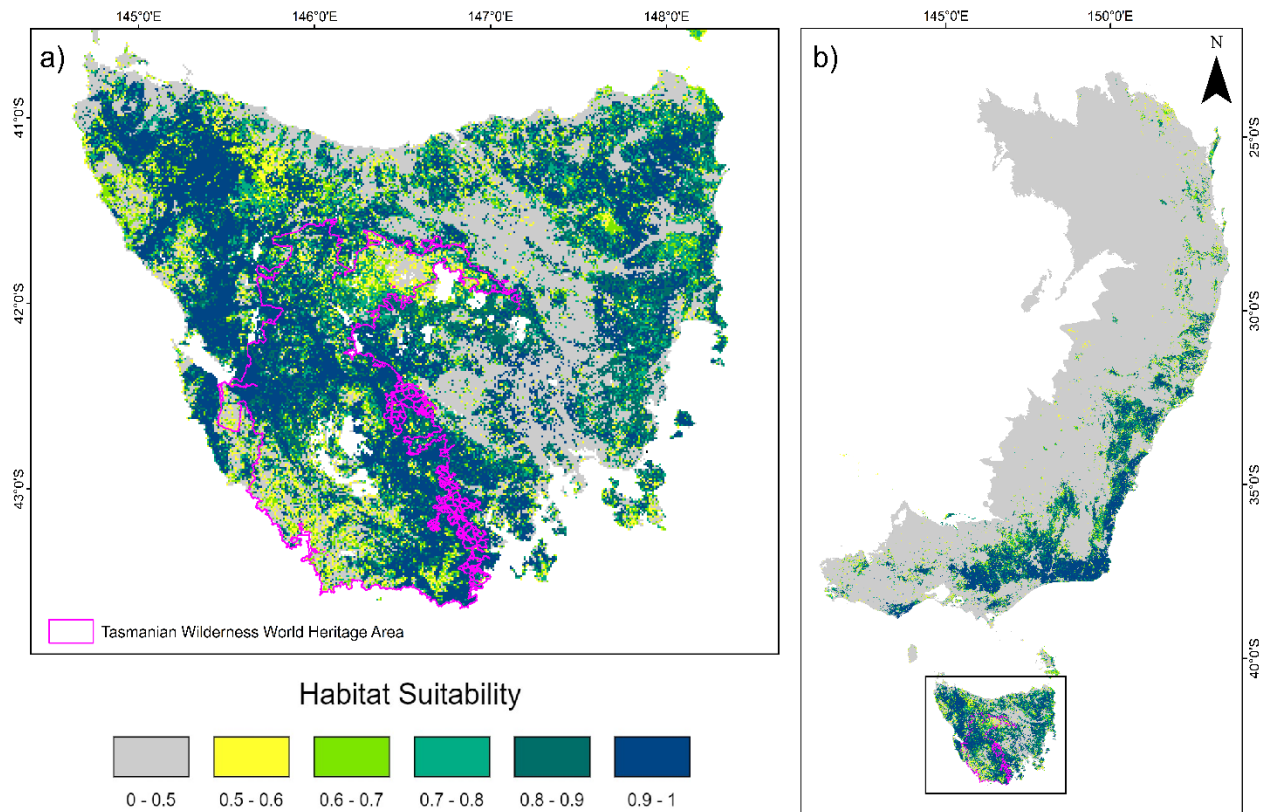 145°0'E 146°0'E 147°0'E 148°0'E
a)
41°0'S
42°0'S
43°0'S
Tasmanian Wilderness World Heritage Area
Habitat Suitability
0 - 0.5 0.5 - 0.6 0.6 - 0.7 0.7 - 0.8 0.8 - 0.9 0.9 - 1
145°0'E 150°0'E
b)
N
25°0'S
30°0'S
35°0'S
40°0'S